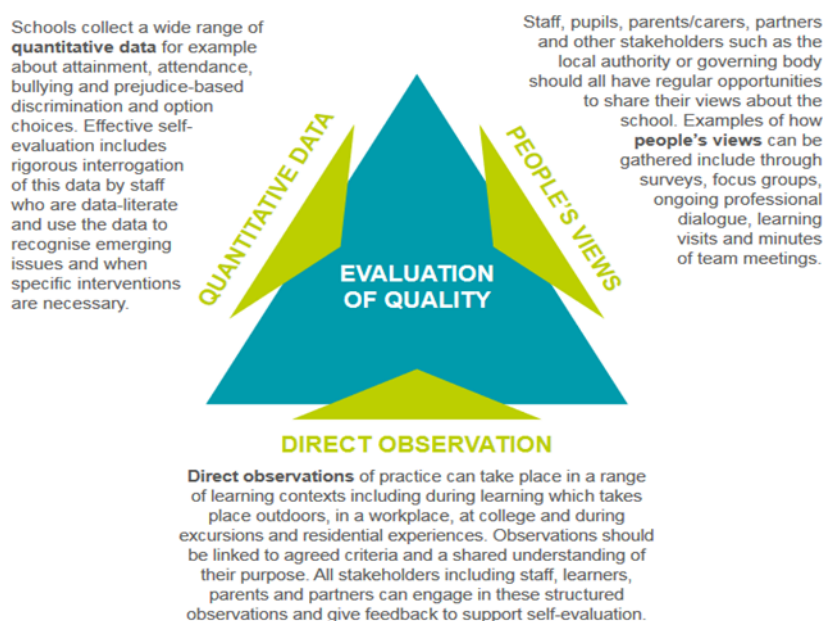 Schools collect a wide range of
quantitative data for example
about attainment, attendance,
bullying and prejudice-based
discrimination and option
choices. Effective self-
evaluation includes
rigorous interrogation
of this data by staff
who are data-literate
and use the data to
recognise emerging
issues and when
specific interventions
are necessary.
Staff, pupils, parents/carers, partners
and other stakeholders such as the
local authority or governing body
should all have regular opportunities
to share their views about the
school. Examples of how
people's views can be
gathered include through
surveys, focus groups,
ongoing professional
dialogue, learning
visits and minutes
of team meetings.
QUANTITATIVE DATA
PEOPLE'S VIEWS
EVALUATION
OF QUALITY
DIRECT OBSERVATION
Direct observations of practice can take place in a range
of learning contexts including during learning which takes
place outdoors, in a workplace, at college and during
excursions and residential experiences. Observations should
be linked to agreed criteria and a shared understanding of
their purpose. All stakeholders including staff, learners,
parents and partners can engage in these structured
observations and give feedback to support self-evaluation.